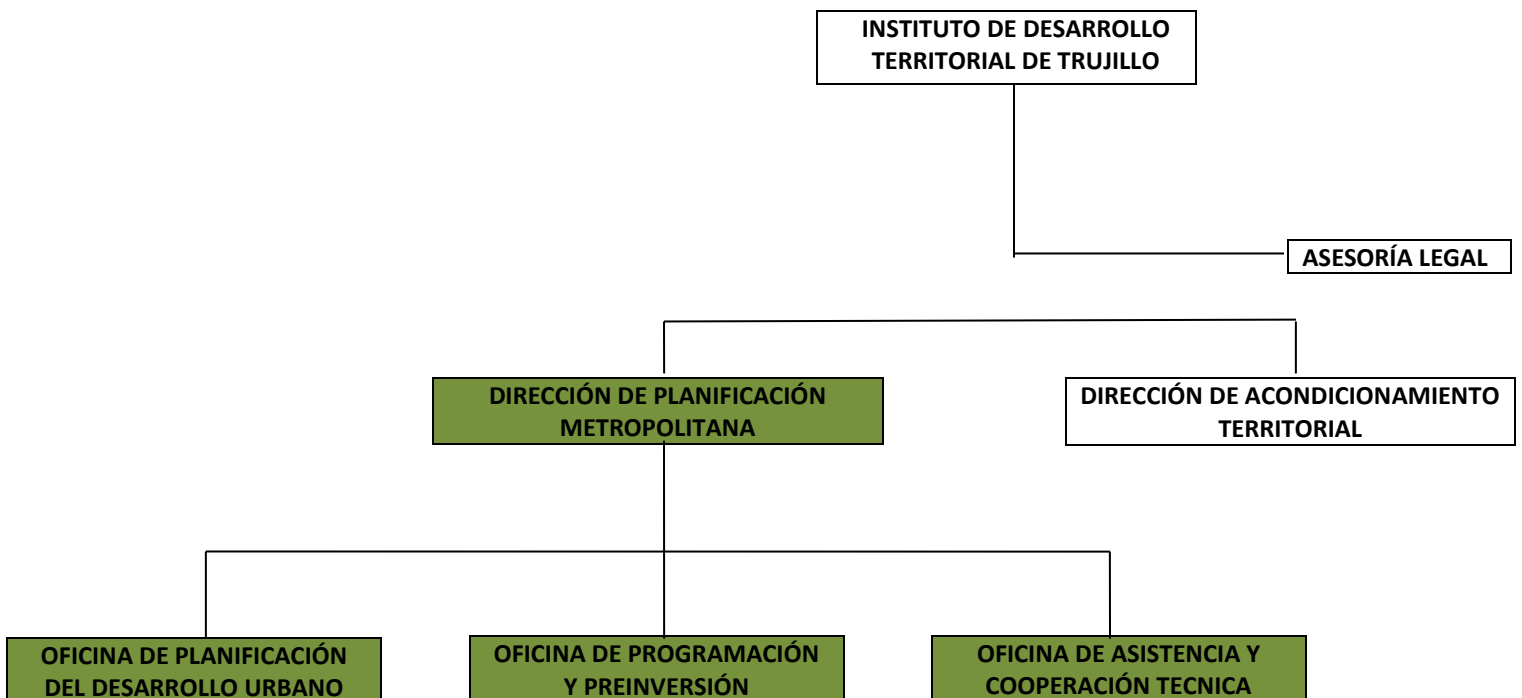 INSTITUTO DE DESARROLLO
TERRITORIAL DE TRUJILLO
ASESORÍA LEGAL
DIRECCIÓN DE PLANIFICACIÓN
METROPOLITANA
DIRECCIÓN DE ACONDICIONAMIENTO
TERRITORIAL
OFICINA DE PLANIFICACIÓN
DEL DESARROLLO URBANO
OFICINA DE PROGRAMACIÓN
Y PREINVERSIÓN
OFICINA DE ASISTENCIA Y
COOPERACIÓN TECNICA